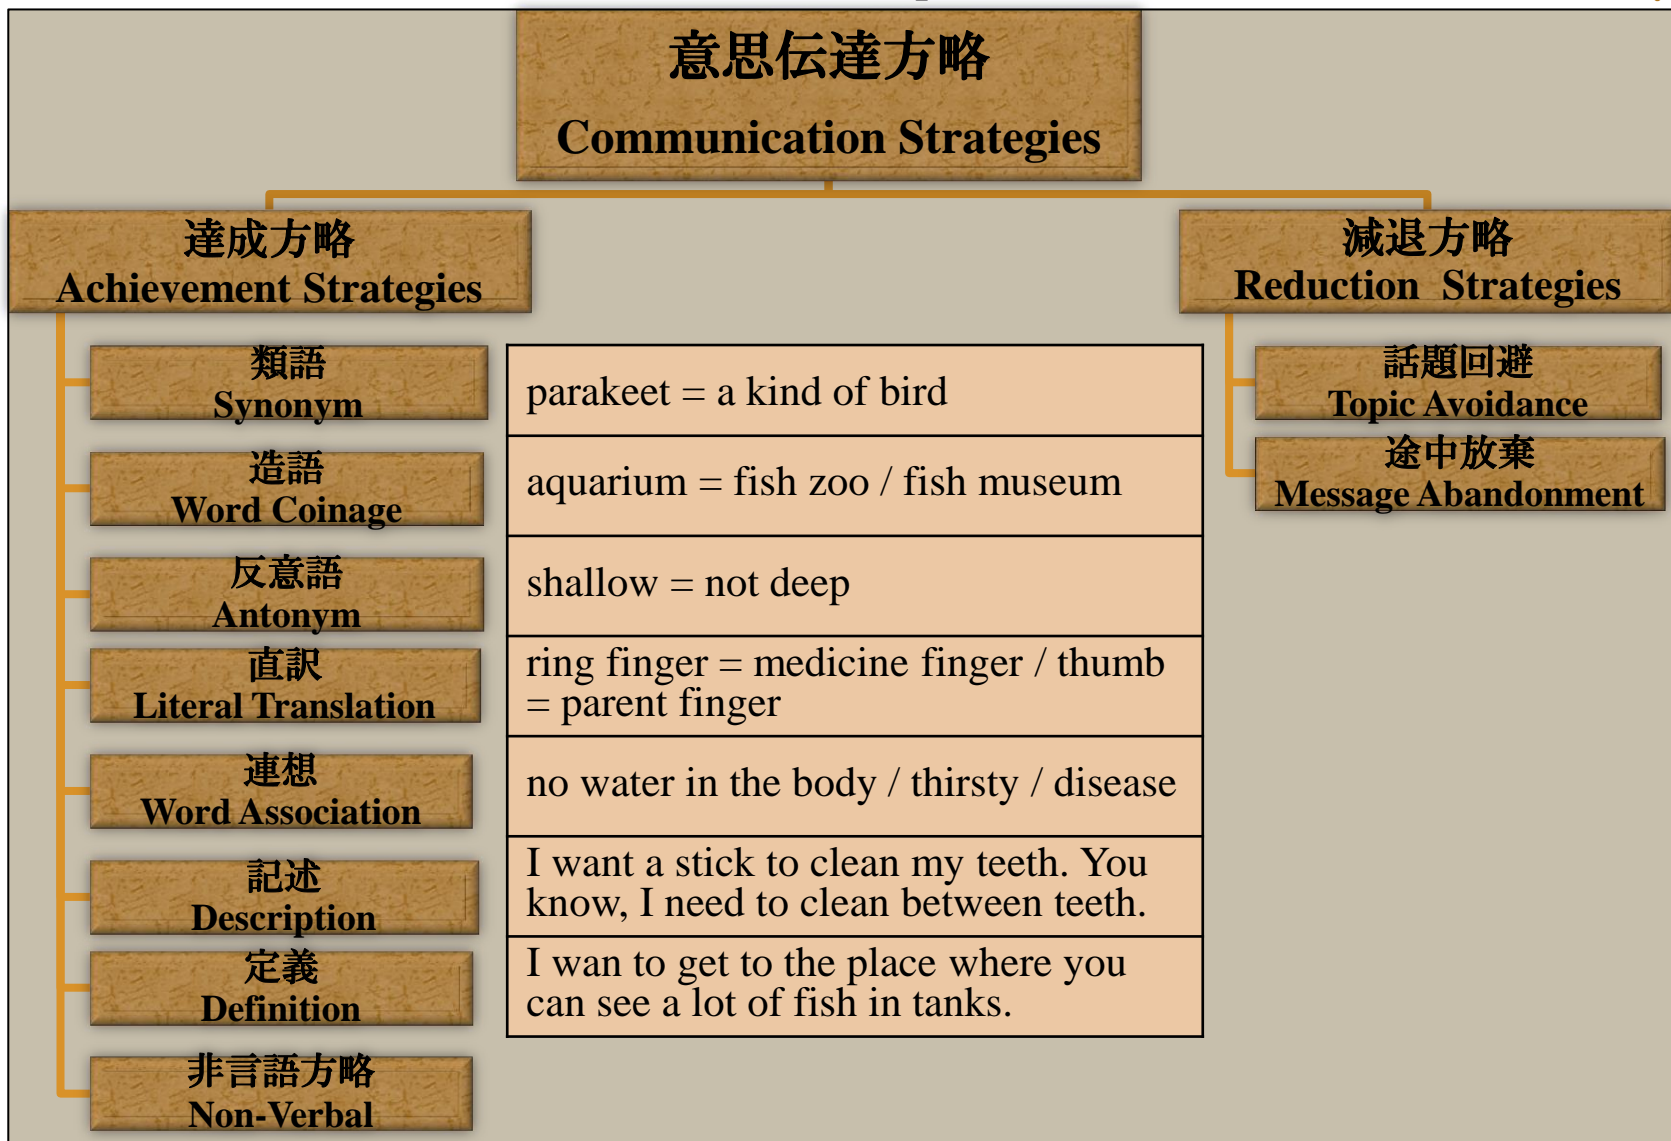 意思伝達方略
Communication Strategies
達成方略
Achievement Strategies
減退方略
Reduction Strategies
類語
Synonym
parakeet = a kind of bird
造語
Word Coinage
aquarium = fish zoo / fish museum
反意語
Antonym
shallow = not deep
直訳
Literal Translation
ring finger = medicine finger / thumb
= parent finger
連想
Word Association
no water in the body / thirsty / disease
記述
Description
I want a stick to clean my teeth. You
know, I need to clean between teeth.
定義
Definition
I wan to get to the place where you
can see a lot of fish in tanks.
非言語方略
Non-Verbal
話題回避
Topic Avoidance
途中放棄
Message Abandonment